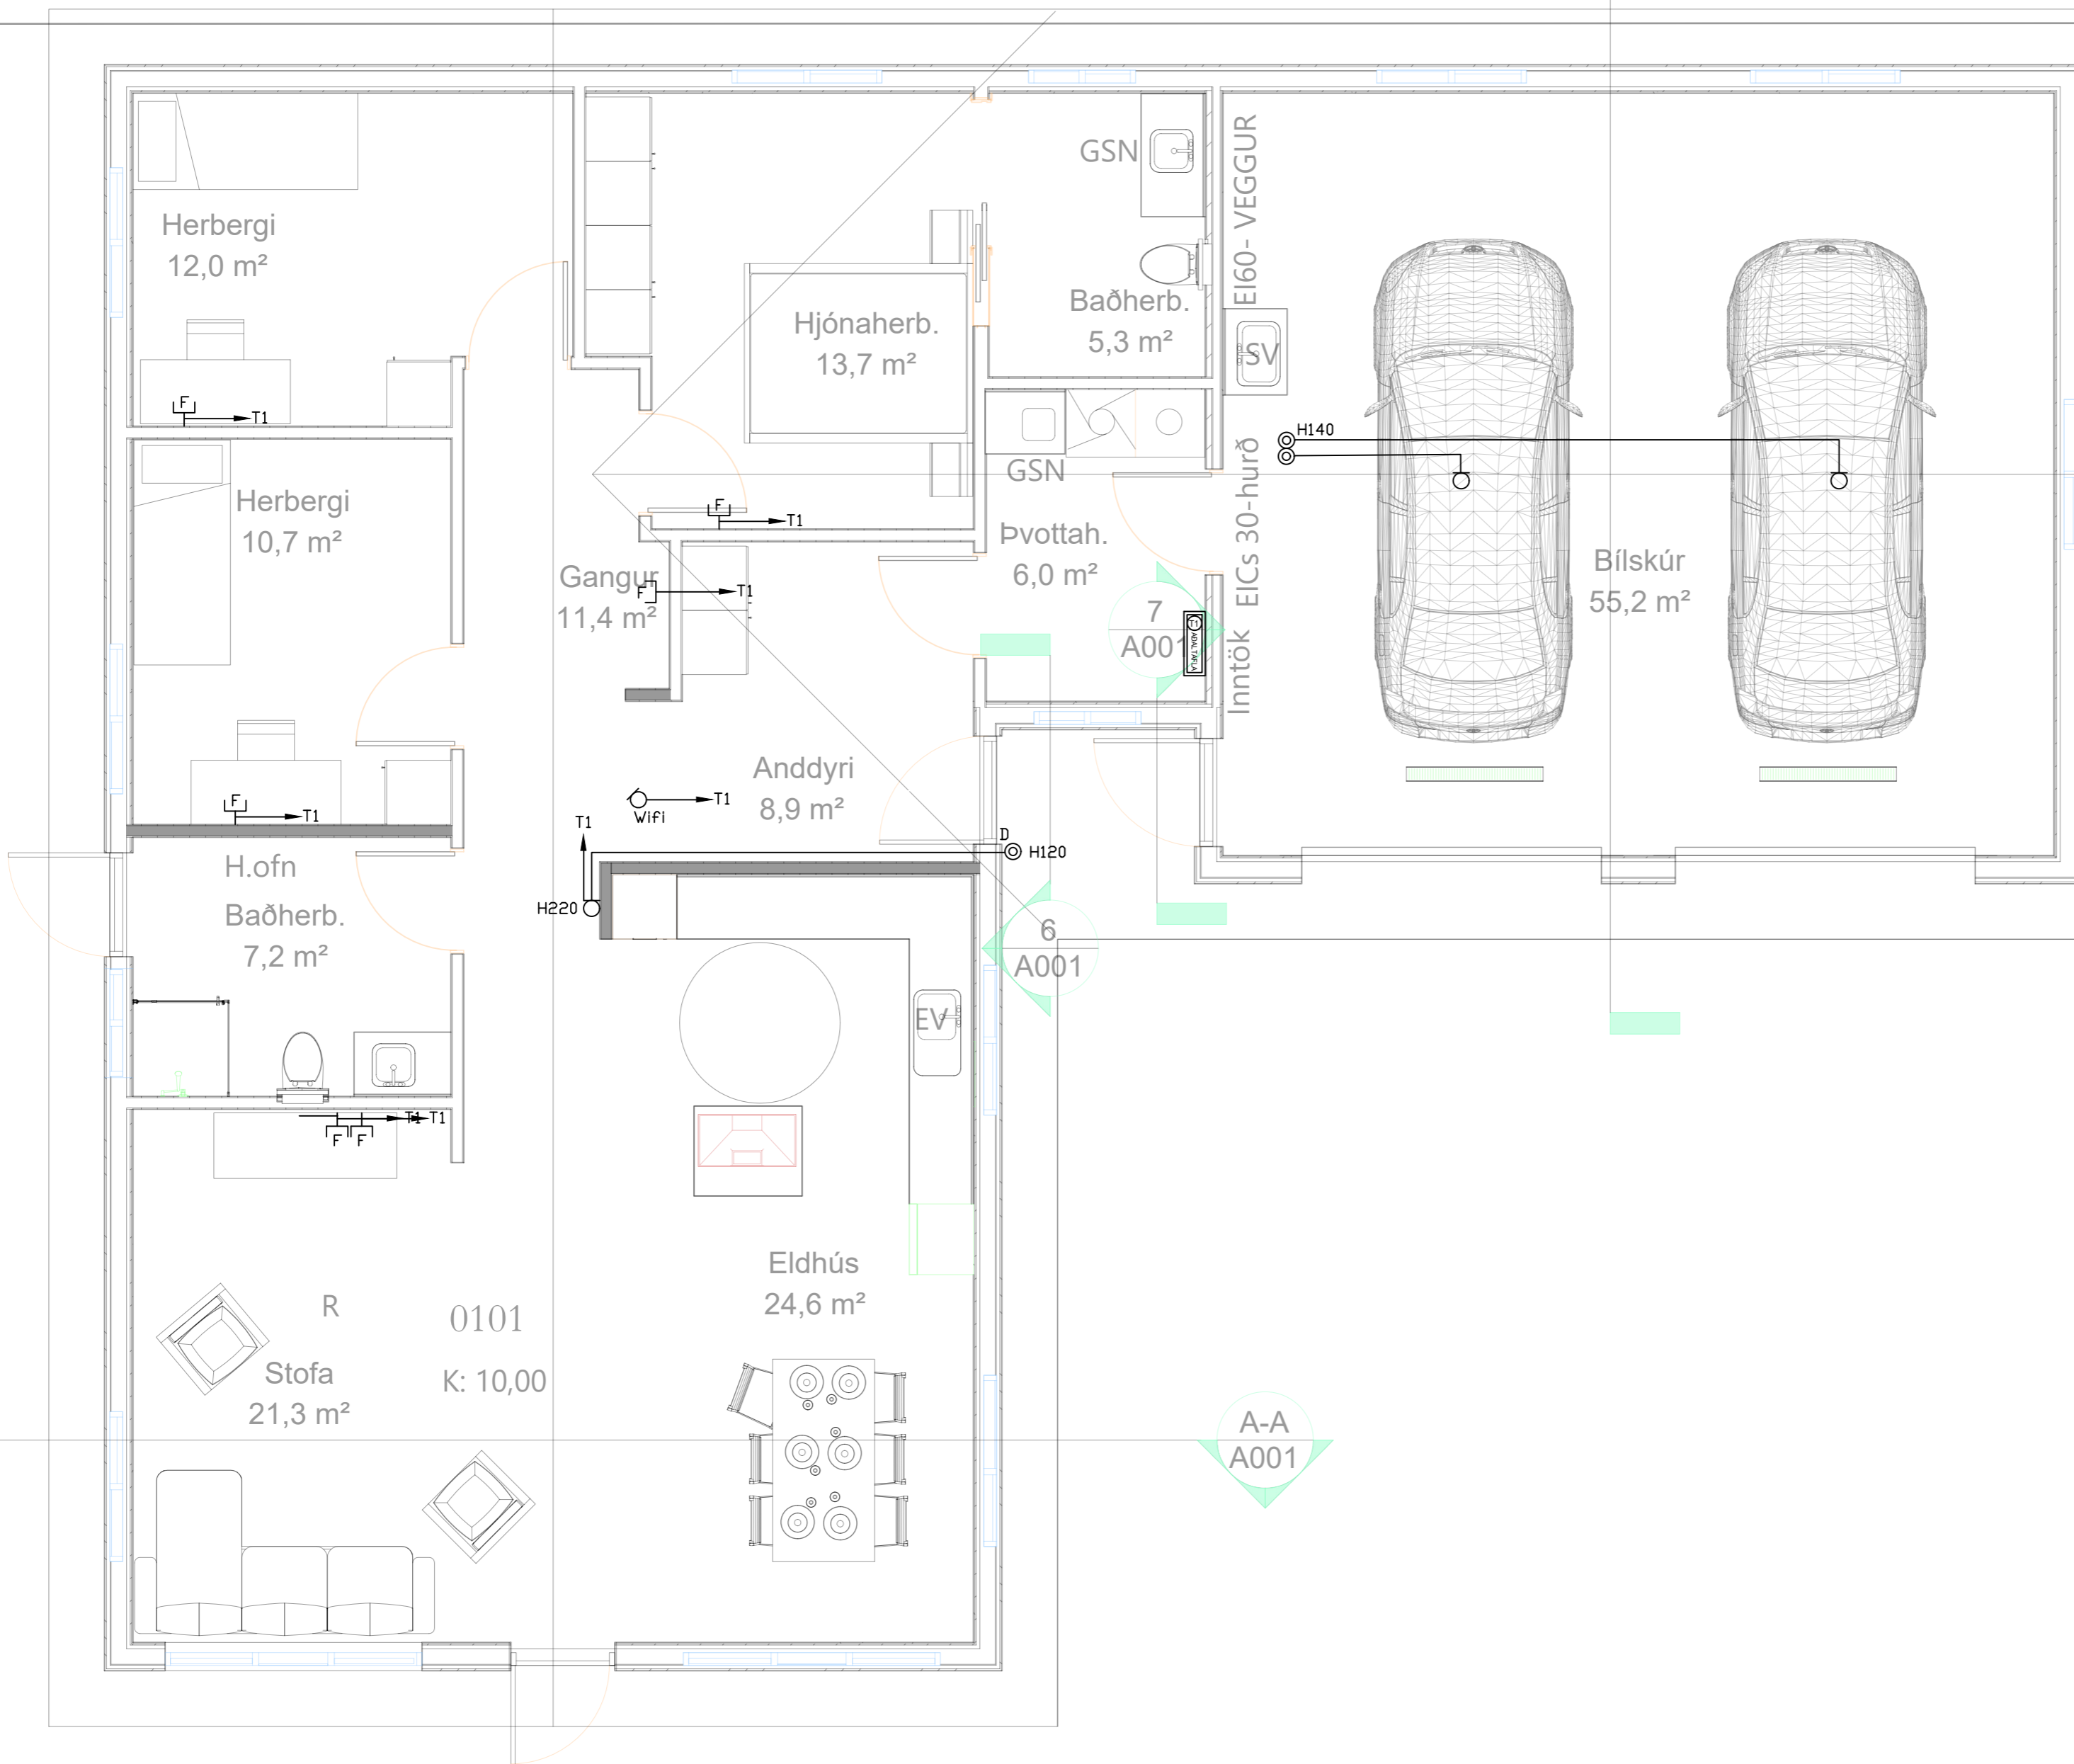 GSN
EI60- VEGGUR
Herbergi
12,0 m²
Baðherb.
5,3 m²
Hjónaherb.
13,7 m²
SV
F
T1
H140
GSN
EICs 30-hurð
Herbergi
10,7 m²
F
T1
Þvottah.
6,0 m²
Bílskúr
55,2 m²
Gangur
11,4 m²
F
T1
7
A001
T1
AÐALTAFLA
Inntök
Anddyri
8,9 m²
F
T1
Wifi
T1
T1
D
H120
H.ofn
H220
Baðherb.
7,2 m²
6
A001
EV
T1
T1
F
F
Eldhús
24,6 m²
R
0101
Stofa
21,3 m²
K: 10,00
A-A
A001